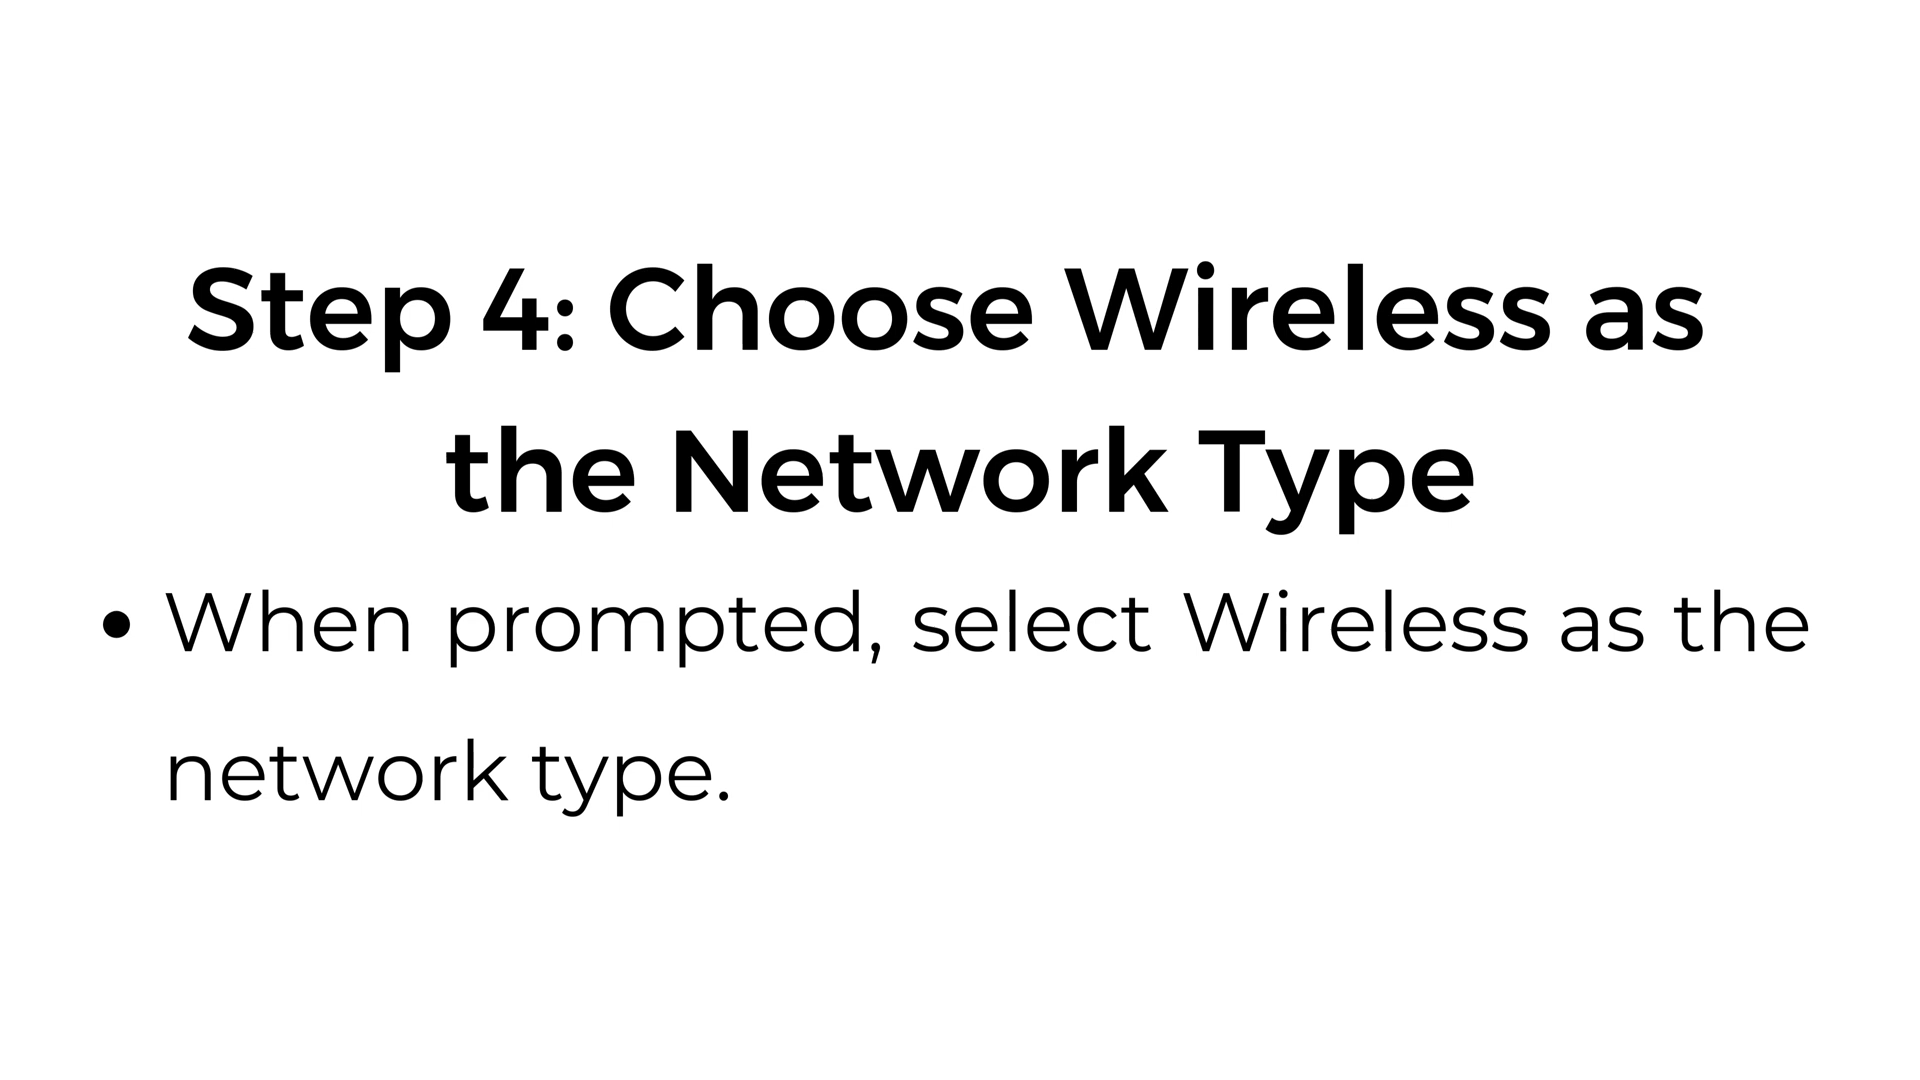 Step 4: Choose Wireless as
the Network Type
• When prompted, select Wireless as the
network type.